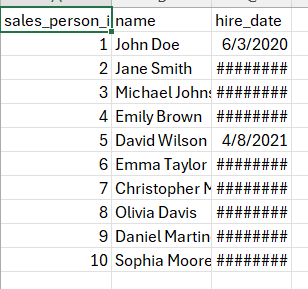 sales_person_i name hire_date
1 John Doe 6/3/2020
2 Jane Smith ########
3 Michael Johns ########
4 Emily Brown ########
5 David Wilson 4/8/2021
6 Emma Taylor ########
7 Christopher M ########
8 Olivia Davis ########
9 Daniel Martin ########
10 Sophia Moore ########